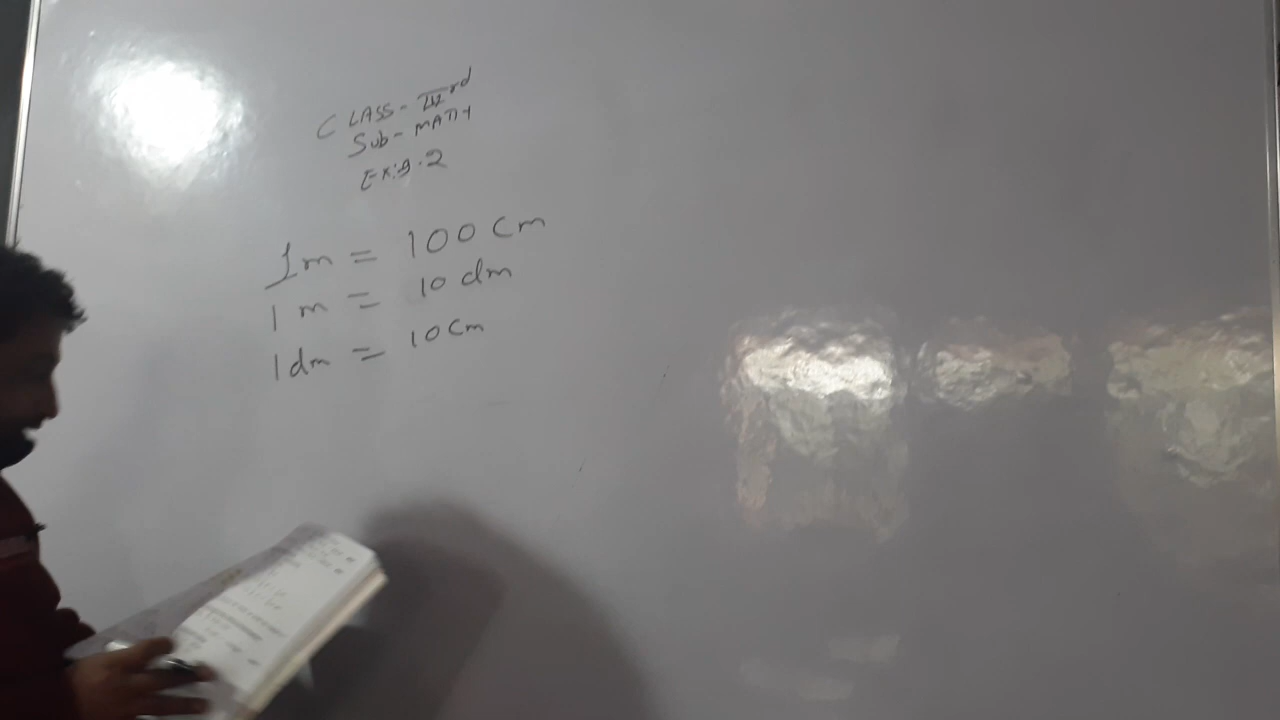 CLASS - IIIrd
Sub - MATH
Ex: 9.2
1m = 100 Cm
1 m = 10 dm
1 dm = 10 Cm